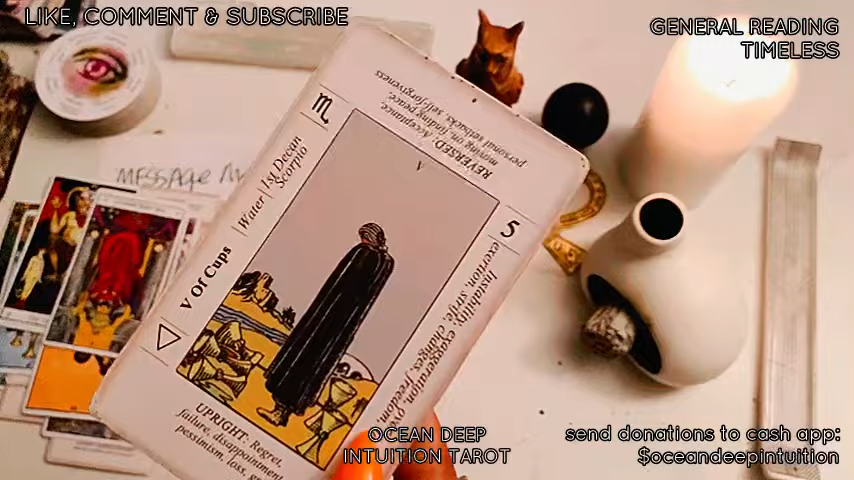 LIKE, COMMENT & SUBSCRIBE
GENERAL READING
TIMELESS
MESSAGE
REVERSED: Acceptance,
moving on, finding peace,
personal setbacks, self-forgiveness
♏
1st Decan
Scorpio
Water
V Of Cups
V
5
Instability, exaggeration,
exertion, strife, changes, freedom
UPRIGHT: Regret,
failure, disappointment
pessimism, loss,
OCEAN DEEP
INTUITION TAROT
send donations to cash app:
$oceandeepintuition